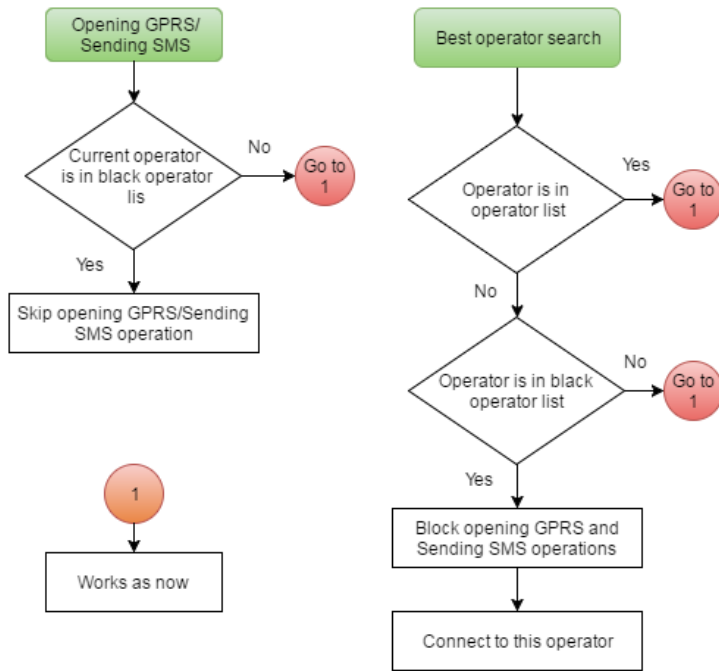 Opening GPRS/
Sending SMS
Current operator
is in black operator
lis
No
Go to
1
Yes
Skip opening GPRS/Sending
SMS operation
1
Works as now
Best operator search
Operator is in
operator list
Yes
Go to
1
No
Operator is in black
operator list
No
Go to
1
Yes
Block opening GPRS and
Sending SMS operations
Connect to this operator